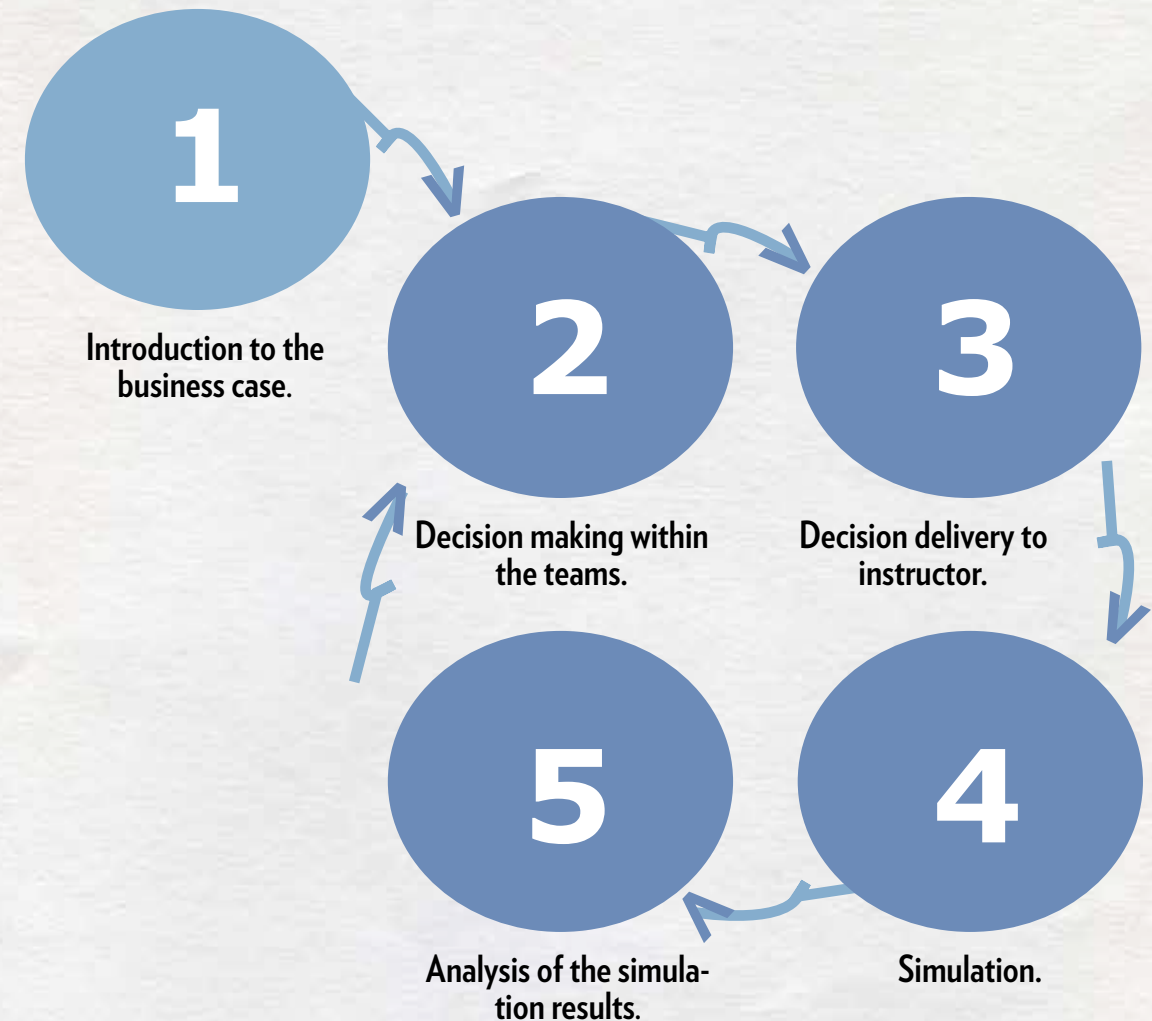 1
Introduction to the
business case.
2
Decision making within
the teams.
3
Decision delivery to
instructor.
4
Simulation.
5
Analysis of the simula-
tion results.